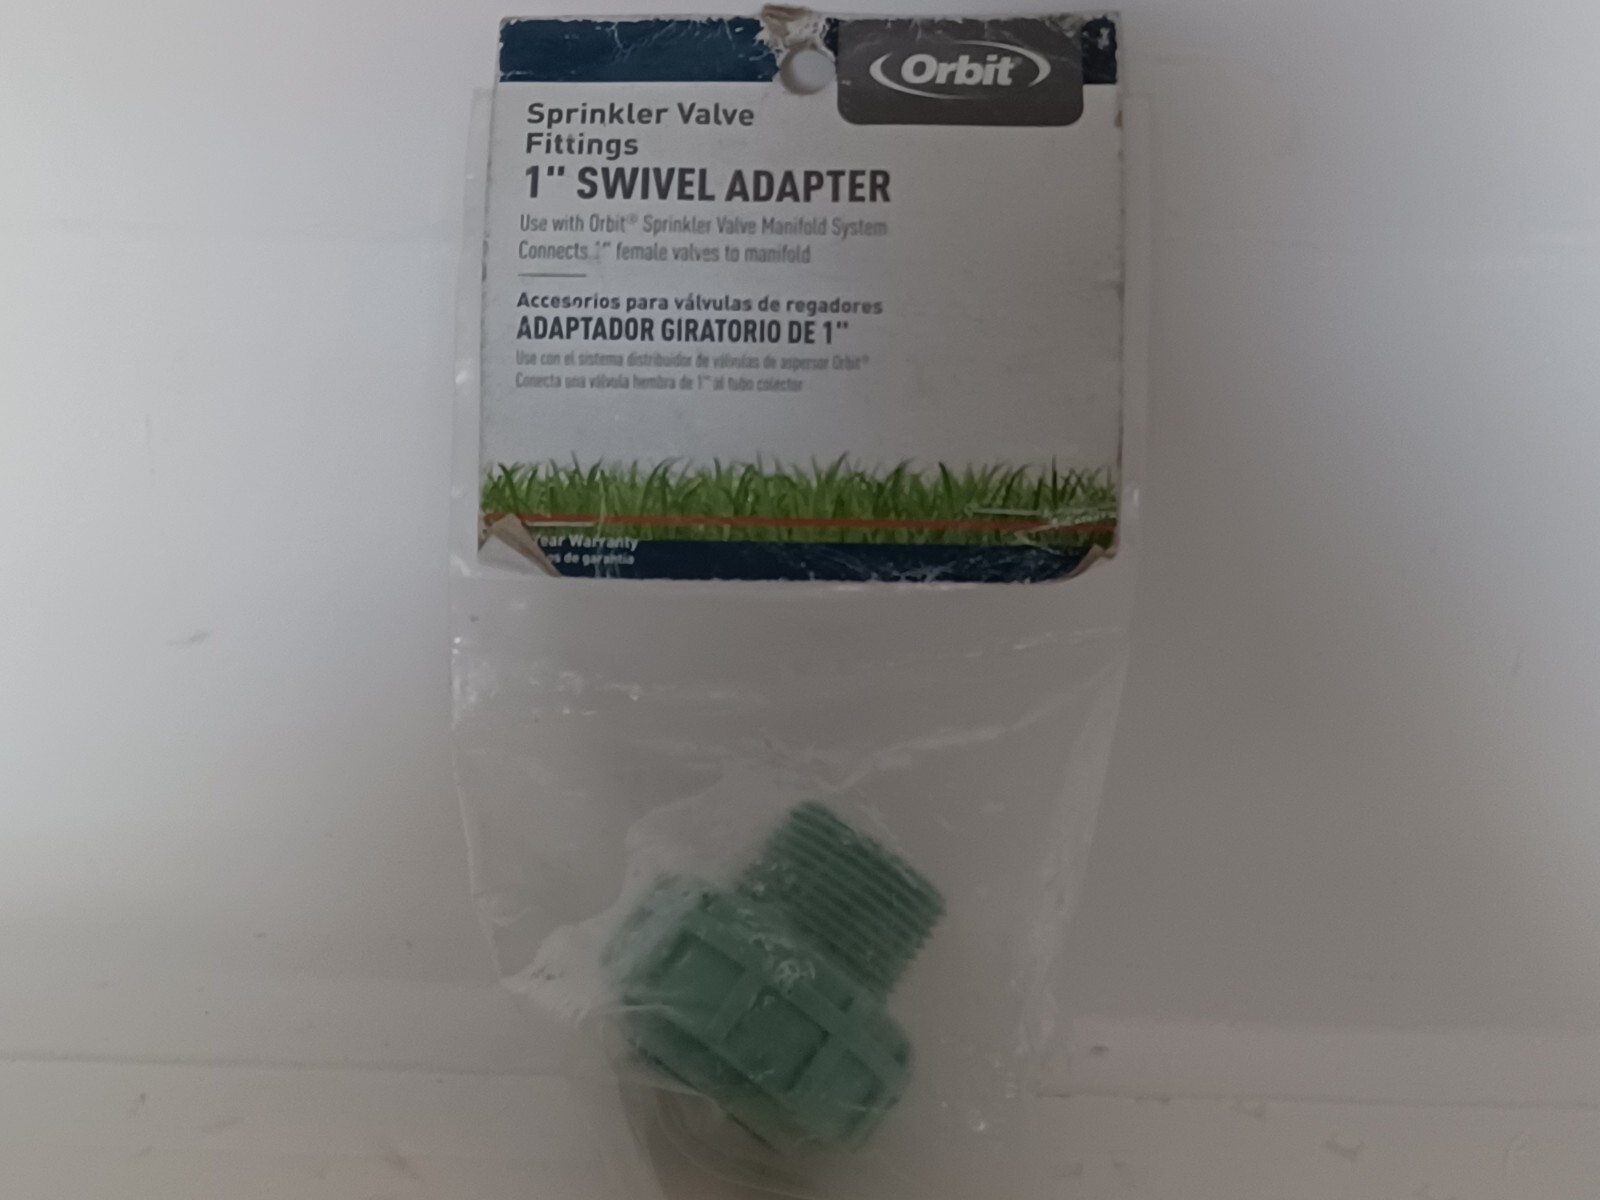 Orbit
Sprinkler Valve
Fittings
1" SWIVEL ADAPTER
Use with Orbit® Sprinkler Valve Manifold System
Connects 1" female valves to manifold
Accesorios para válvulas de regadores
ADAPTADOR GIRATORIO DE 1"
Use con el sistema distribuidor de válvulas de aspersor Orbit®
Conecta una válvula hembra de 1" al tubo colector
Year Warranty
de garantía